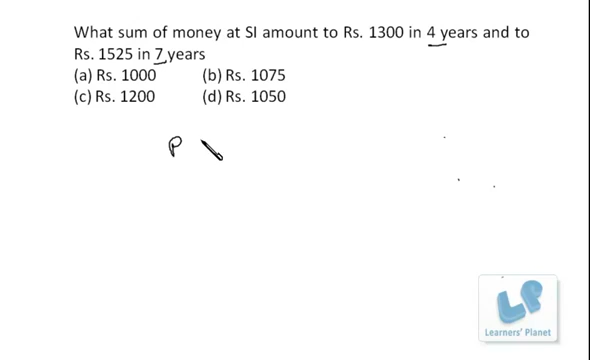 What sum of money at SI amount to Rs. 1300 in 4 years and to
Rs. 1525 in 7 years
(a) Rs. 1000 (b) Rs. 1075
(c) Rs. 1200 (d) Rs. 1050
P
LP
Learners' Planet